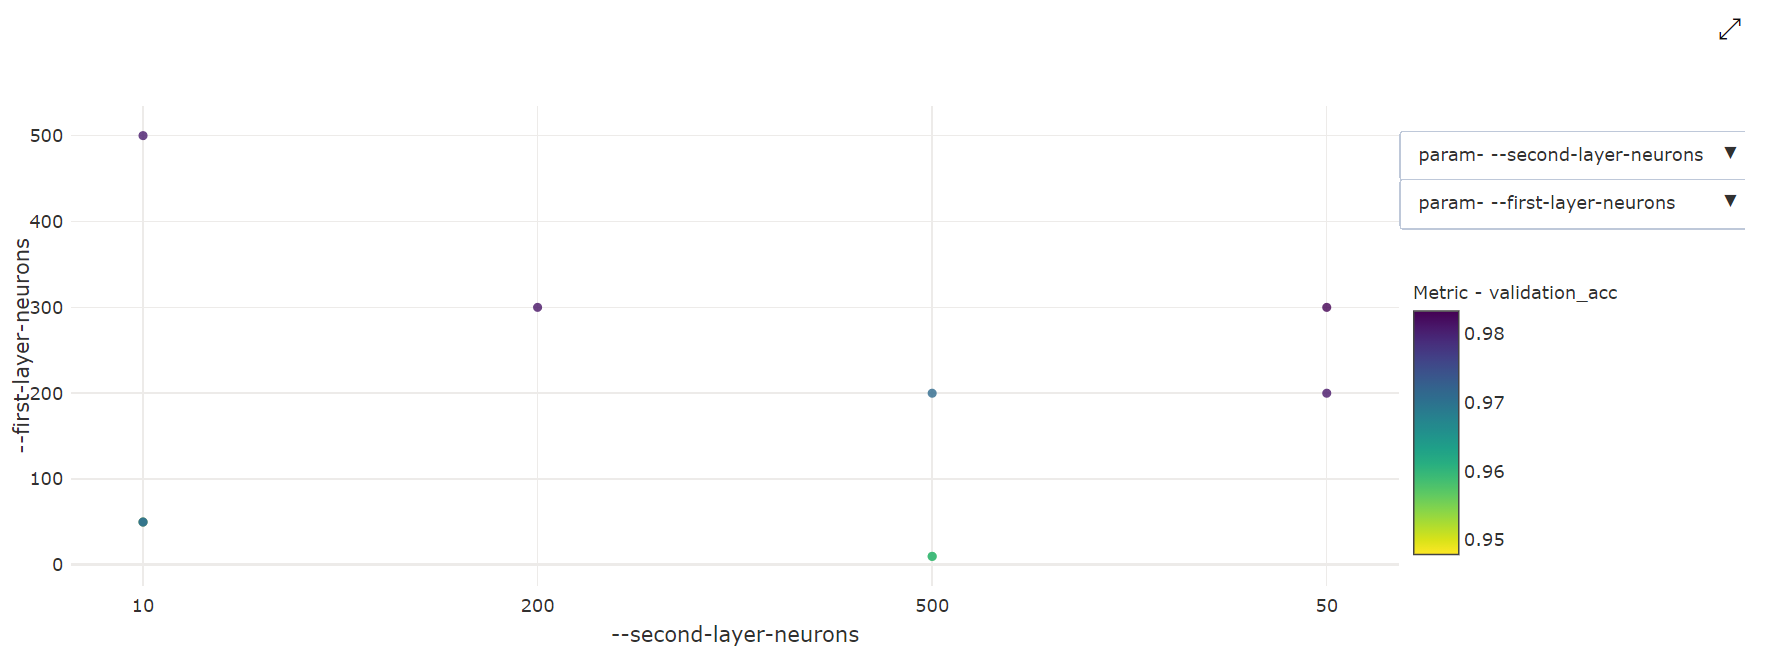 500
400
300
200
100
0
--first-layer-neurons
10 200 500 50
--second-layer-neurons
param- --second-layer-neurons ▼
param- --first-layer-neurons ▼
Metric - validation_acc
0.98
0.97
0.96
0.95